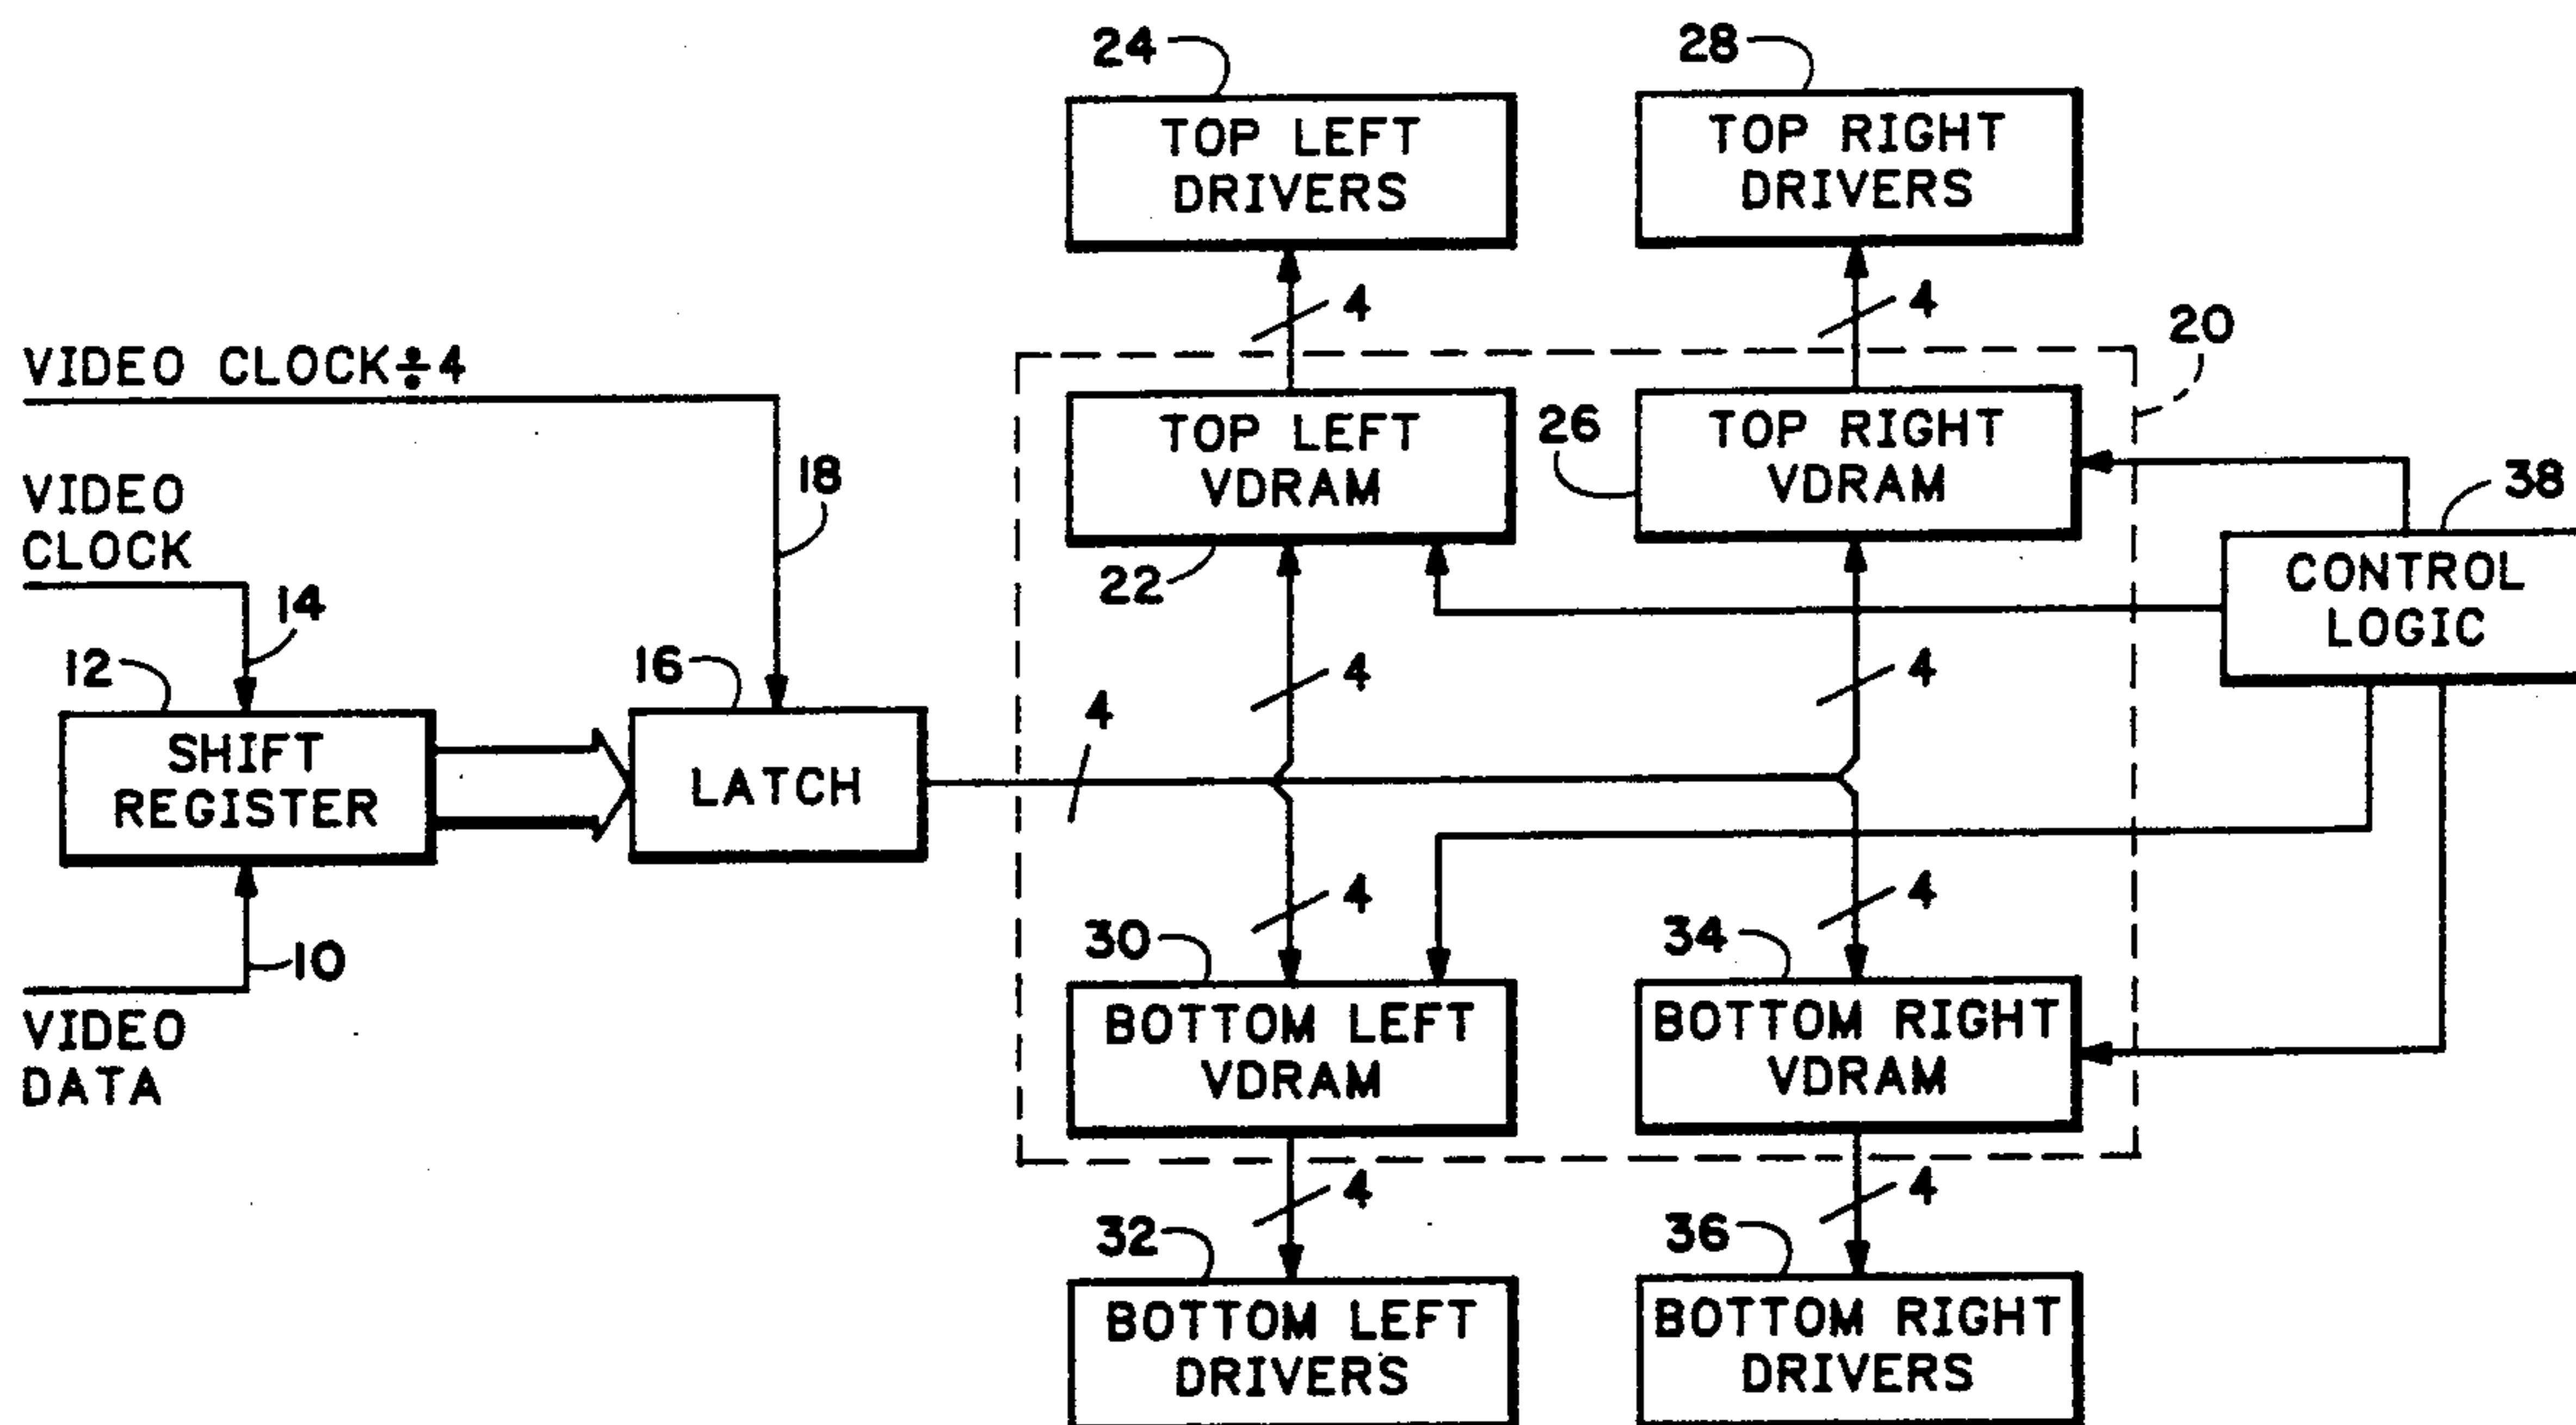 24
28
TOP LEFT
DRIVERS
TOP RIGHT
DRIVERS
4
4
20
VIDEO CLOCK÷4
TOP LEFT
VDRAM
26
TOP RIGHT
VDRAM
VIDEO
CLOCK
18
38
22
CONTROL
LOGIC
14
12
16
4
4
4
SHIFT
REGISTER
LATCH
4
4
10
30
34
VIDEO
DATA
BOTTOM LEFT
VDRAM
BOTTOM RIGHT
VDRAM
4
4
32
36
BOTTOM LEFT
DRIVERS
BOTTOM RIGHT
DRIVERS